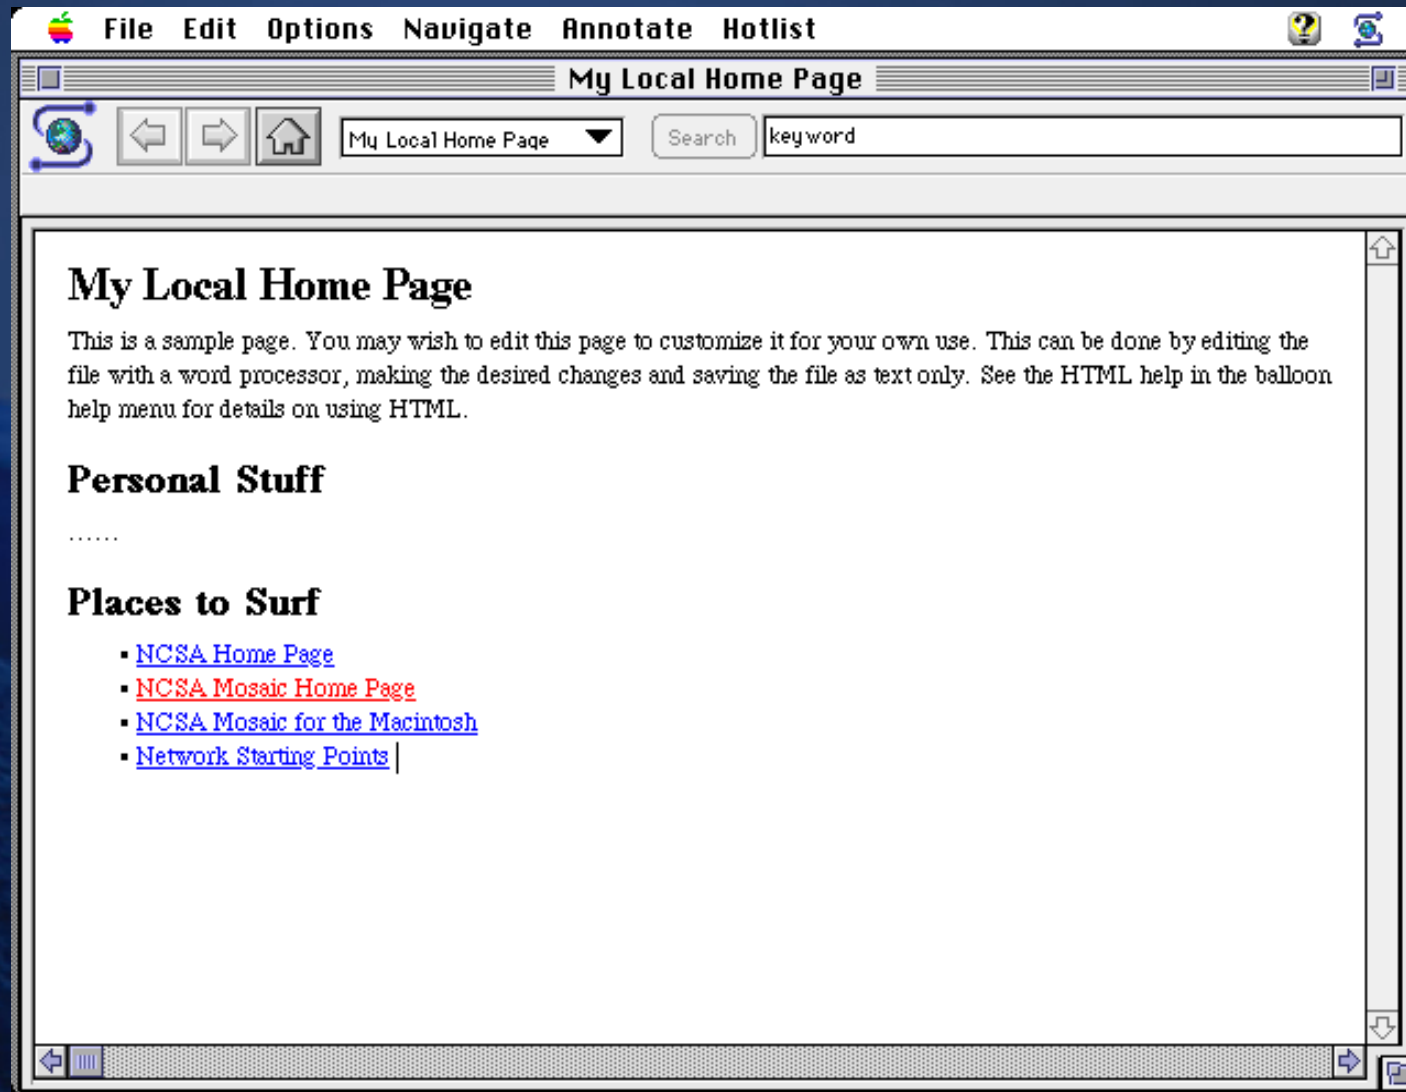 File Edit Options Navigate Annotate Hotlist
My Local Home Page
My Local Home Page Search keyword
My Local Home Page
This is a sample page. You may wish to edit this page to customize it for your own use. This can be done by editing the
file with a word processor, making the desired changes and saving the file as text only. See the HTML help in the balloon
help menu for details on using HTML.
Personal Stuff
......
Places to Surf
▪ NCSA Home Page
▪ NCSA Mosaic Home Page
▪ NCSA Mosaic for the Macintosh
▪ Network Starting Points